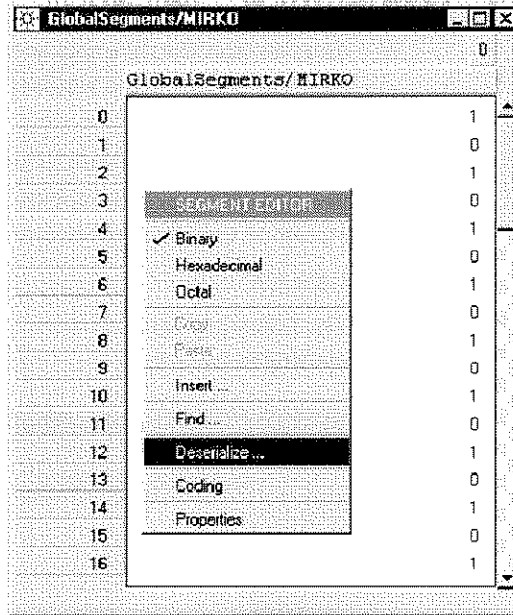 GlobalSegments/MIRKO
0
GlobalSegments/MIRKO
0 1
1 0
2 1
3 0
SEGMENT EDITOR
4 1
Binary
5 0
Hexadecimal
6 1
Octal
7 0
Copy
8 1
Paste
9 0
Insert ...
10 1
Find ...
11 0
Deserialize ...
12 1
13 0
Coding
14 1
Properties
15 0
16 1